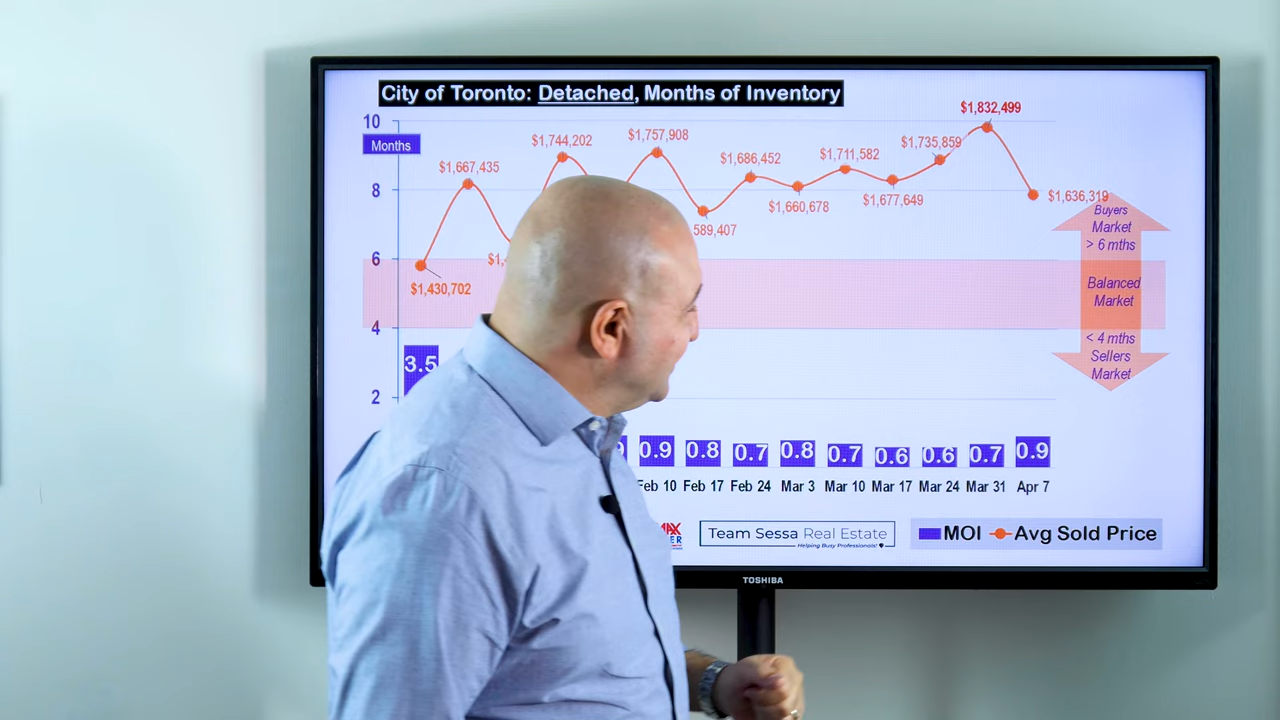 City of Toronto: Detached, Months of Inventory
10
Months
8
6
4
2
$1,430,702
$1,667,435
$1,744,202
$1,757,908
589,407
$1,686,452
$1,660,678
$1,711,582
$1,677,649
$1,735,859
$1,832,499
$1,636,319
Buyers
Market
> 6 mths
Balanced
Market
< 4 mths
Sellers
Market
3.5
0.9
0.8
0.7
0.8
0.7
0.6
0.6
0.7
0.9
Feb 10
Feb 17
Feb 24
Mar 3
Mar 10
Mar 17
Mar 24
Mar 31
Apr 7
Team Sessa Real Estate
Helping Busy Professionals!
MOI
Avg Sold Price
TOSHIBA